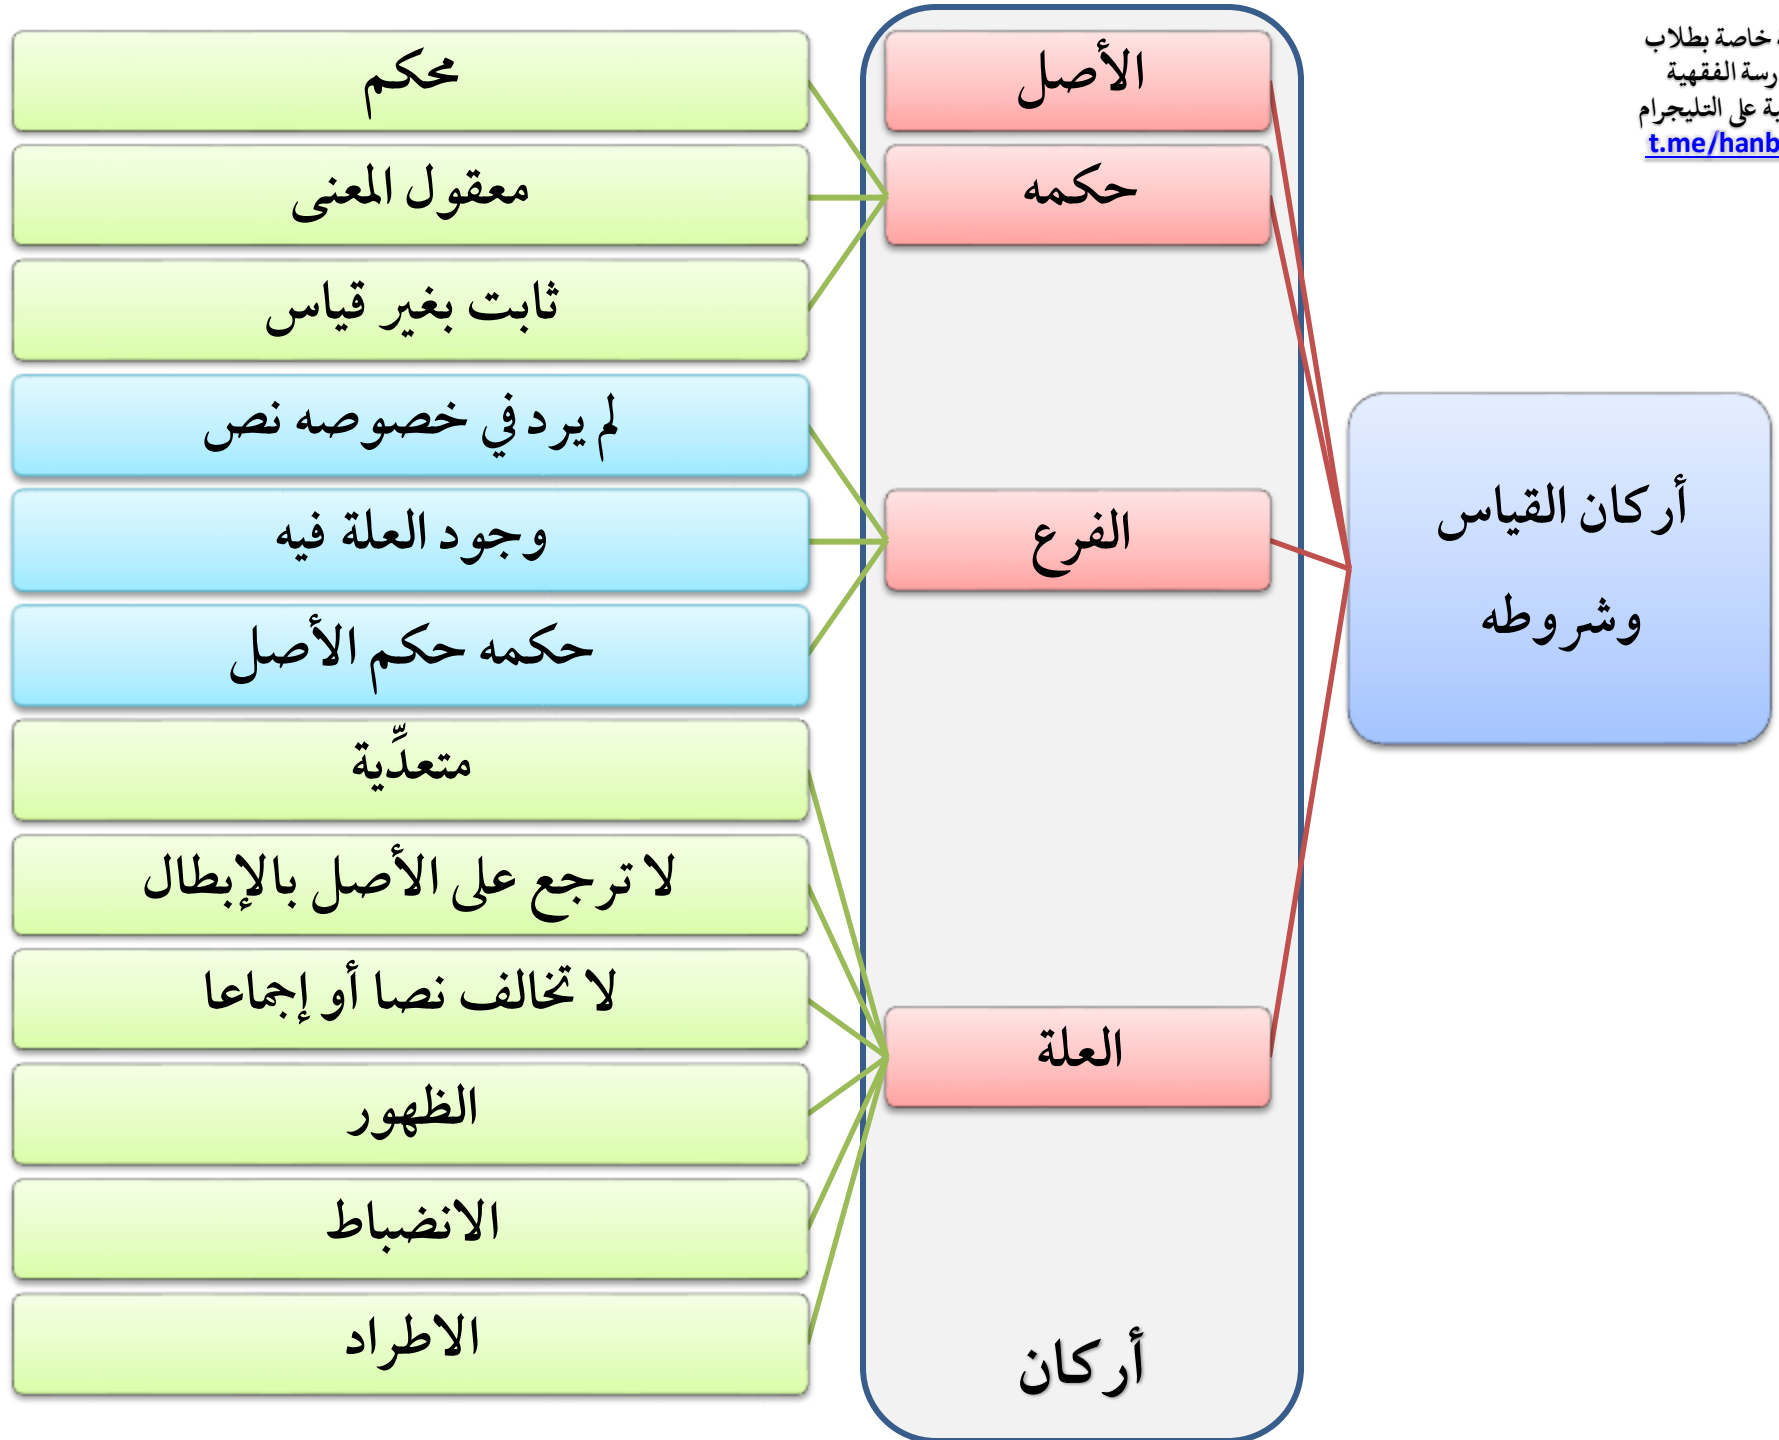 خاصة بطلاب
الفقهية
على التليجرام
t.me/hanb
أركان القياس
وشروطه
الأصل
حكمه
الفرع
العلة
أركان
محكم
معقول المعنى
ثابت بغير قياس
لم يرد في خصوصه نص
وجود العلة فيه
حكمه حكم الأصل
متعدِّية
لا ترجع على الأصل بالإبطال
لا تخالف نصا أو إجماعا
الظهور
الانضباط
الاطراد